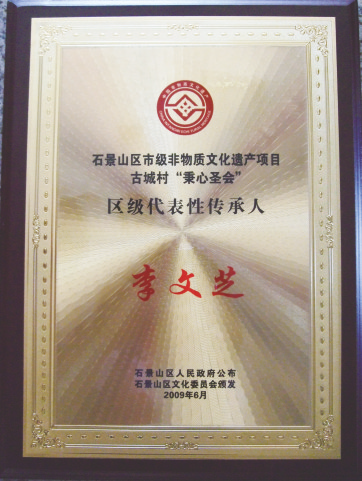 石景山区市级非物质文化遗产项目
古城村“秉心圣会”
区级代表性传承人
李文芝
石景山区人民政府公布
石景山区文化委员会颁发
2009年6月